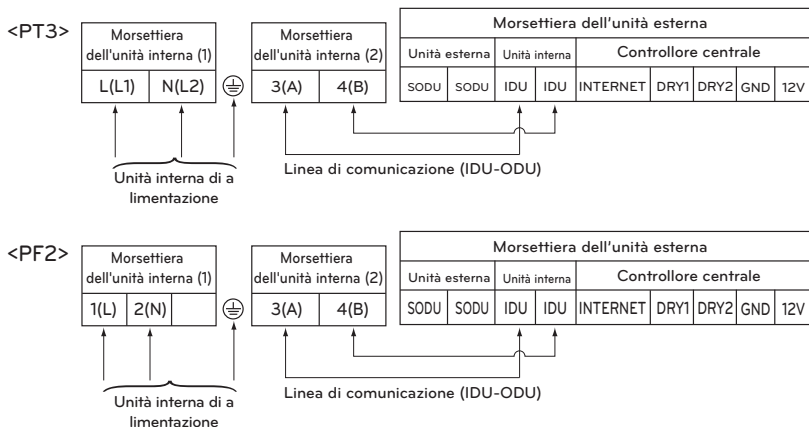 <PT3>
Morsettiera
dell'unità interna (1)
L(L1) N(L2)
Morsettiera
dell'unità interna (2)
3(A) 4(B)
Morsettiera dell'unità esterna
Unità esterna Unità interna Controllore centrale
SODU SODU IDU IDU INTERNET DRY1 DRY2 GND 12V
Unità interna di a
limentazione
Linea di comunicazione (IDU-ODU)
<PF2>
Morsettiera
dell'unità interna (1)
1(L) 2(N)
Morsettiera
dell'unità interna (2)
3(A) 4(B)
Morsettiera dell'unità esterna
Unità esterna Unità interna Controllore centrale
SODU SODU IDU IDU INTERNET DRY1 DRY2 GND 12V
Unità interna di a
limentazione
Linea di comunicazione (IDU-ODU)